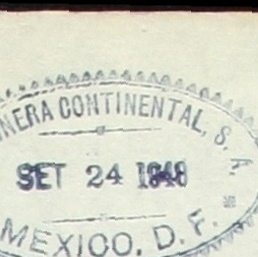 NERA CONTINENTAL, S. A.
SET 24 1948
MEXICO, D. F.